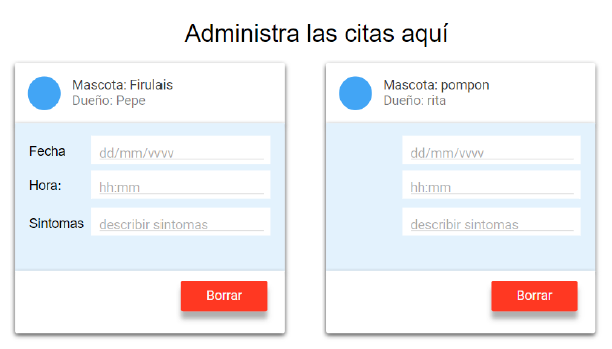 Administra las citas aquí
Mascota: Firulais
Dueño: Pepe
Fecha
dd/mm/yyyy
Hora:
hh:mm
Sintomas
describir sintomas
Borrar
Mascota: pompon
Dueño: rita
dd/mm/yyyy
hh:mm
describir sintomas
Borrar